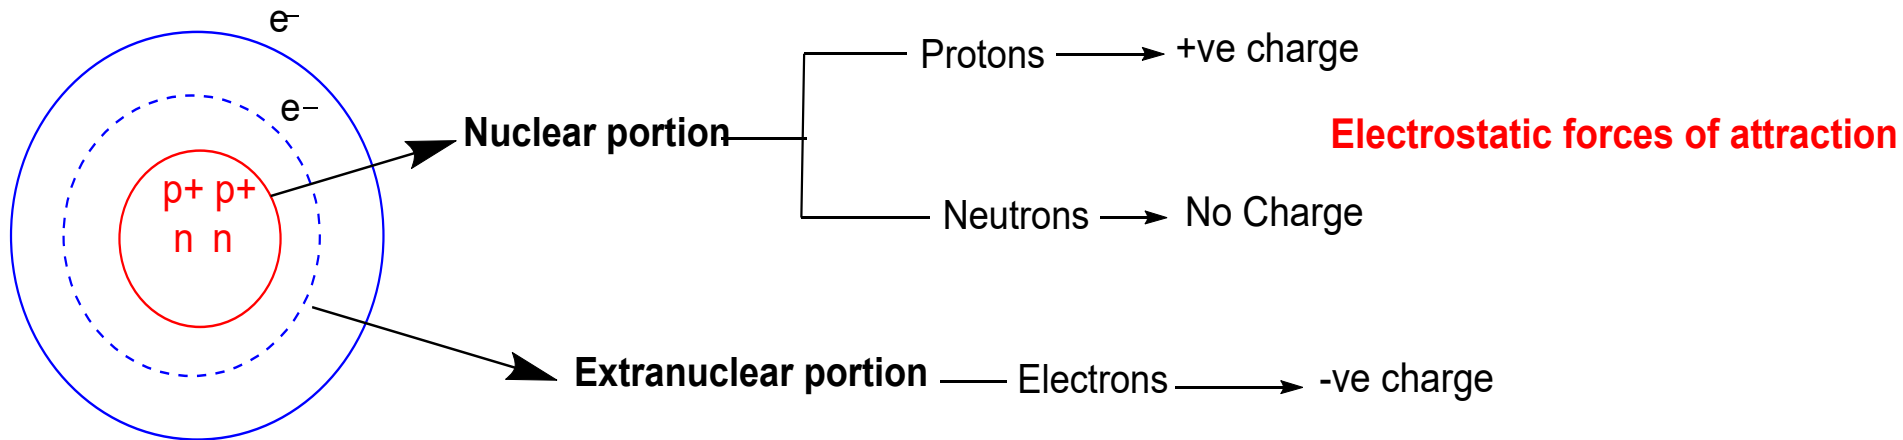 e–
e–
p+ p+
n n
Nuclear portion
Protons
+ve charge
Electrostatic forces of attraction
Neutrons
No Charge
Extranuclear portion
Electrons
-ve charge